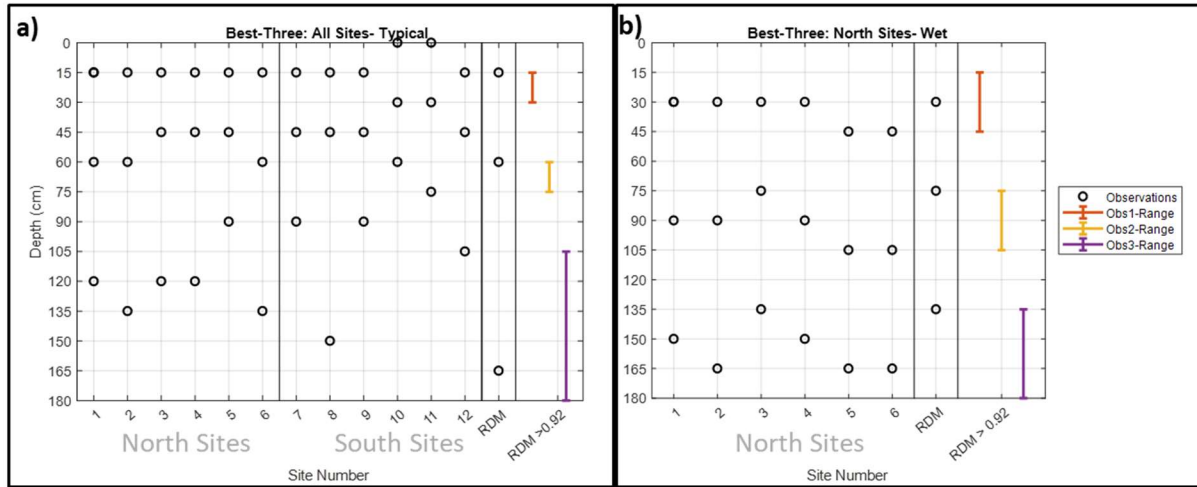 a)
Best-Three: All Sites- Typical
0
15
30
45
60
75
90
105
120
135
150
165
180
Depth (cm)
1 2 3 4 5 6 7 8 9 10 11 12 RDM RDM >0.92
North Sites South Sites
Site Number
b)
Best-Three: North Sites- Wet
0
15
30
45
60
75
90
105
120
135
150
165
180
1 2 3 4 5 6 RDM RDM > 0.92
North Sites
Site Number
Observations
Obs1-Range
Obs2-Range
Obs3-Range